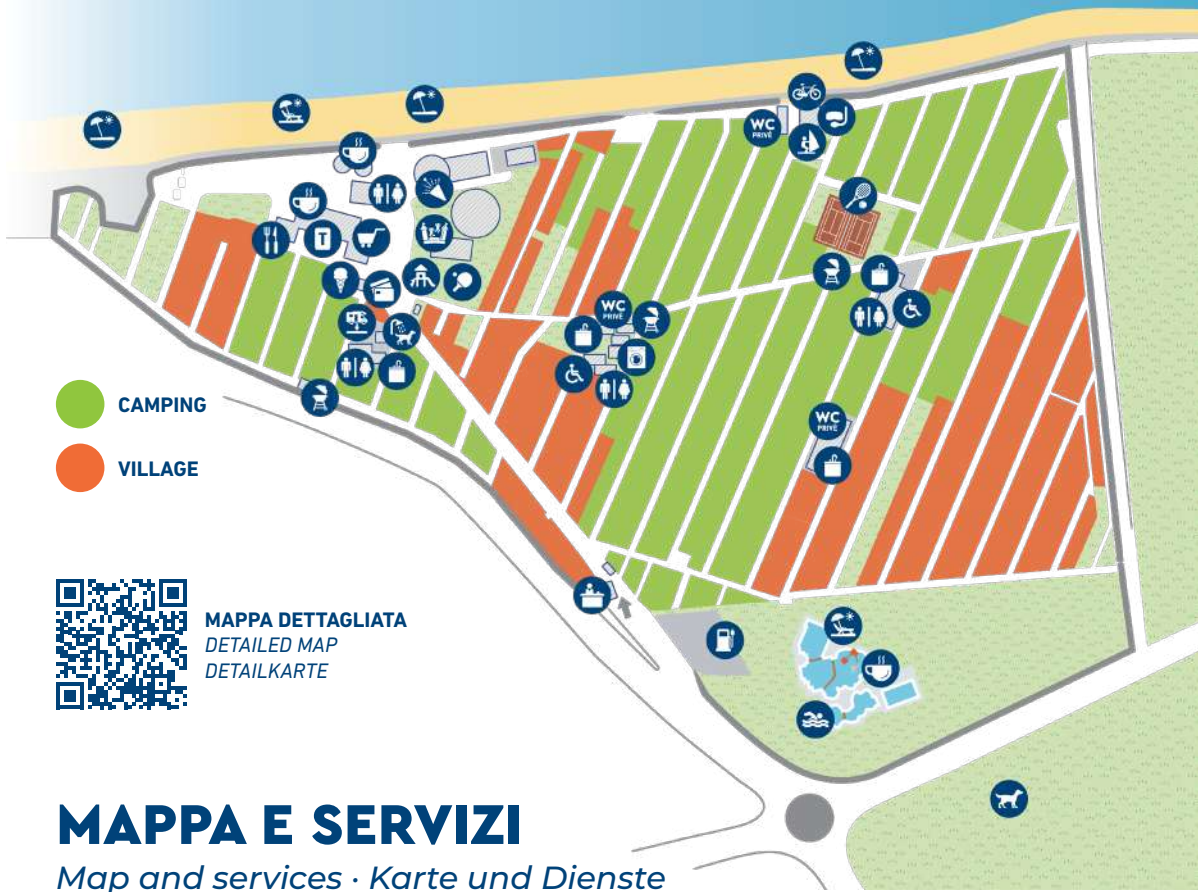 WC
PRIVÉ
T
WC
PRIVÉ
WC
PRIVÉ
CAMPING
VILLAGE
MAPPA DETTAGLIATA
DETAILED MAP
DETAILKARTE
MAPPA E SERVIZI
Map and services · Karte und Dienste